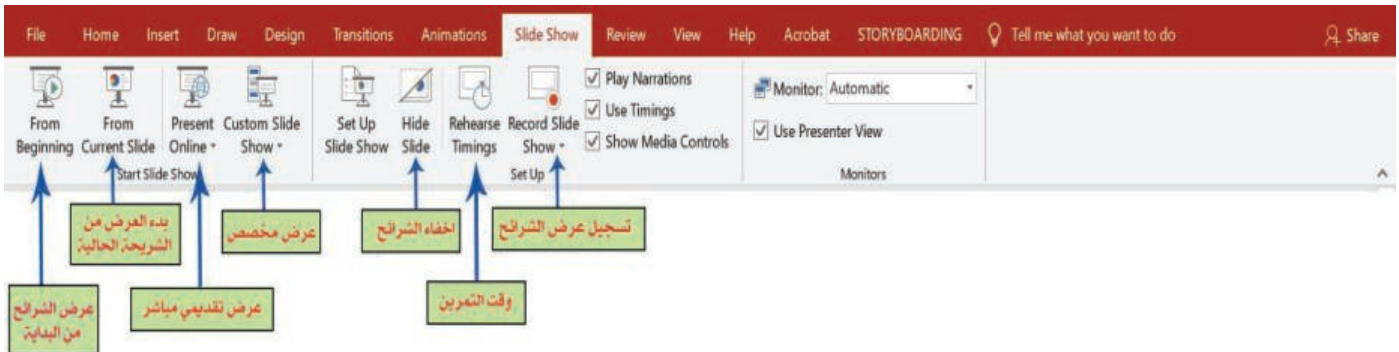 File Home Insert Draw Design Transitions Animations Slide Show Review View Help Acrobat STORYBOARDING Tell me what you want to do Share
From Beginning
From Current Slide
Present Online
Custom Slide Show
Start Slide Show
Set Up Slide Show
Hide Slide
Rehearse Timings
Record Slide Show
Play Narrations
Use Timings
Show Media Controls
Set Up
Monitor: Automatic
Use Presenter View
Monitors
بدء العرض من
الشريحة الحالية
عرض مخصص
اخفاء الشرائح
تسجيل عرض الشرائح
عرض الشرائح
من البداية
عرض تقديمي مباشر
وقت التمرين